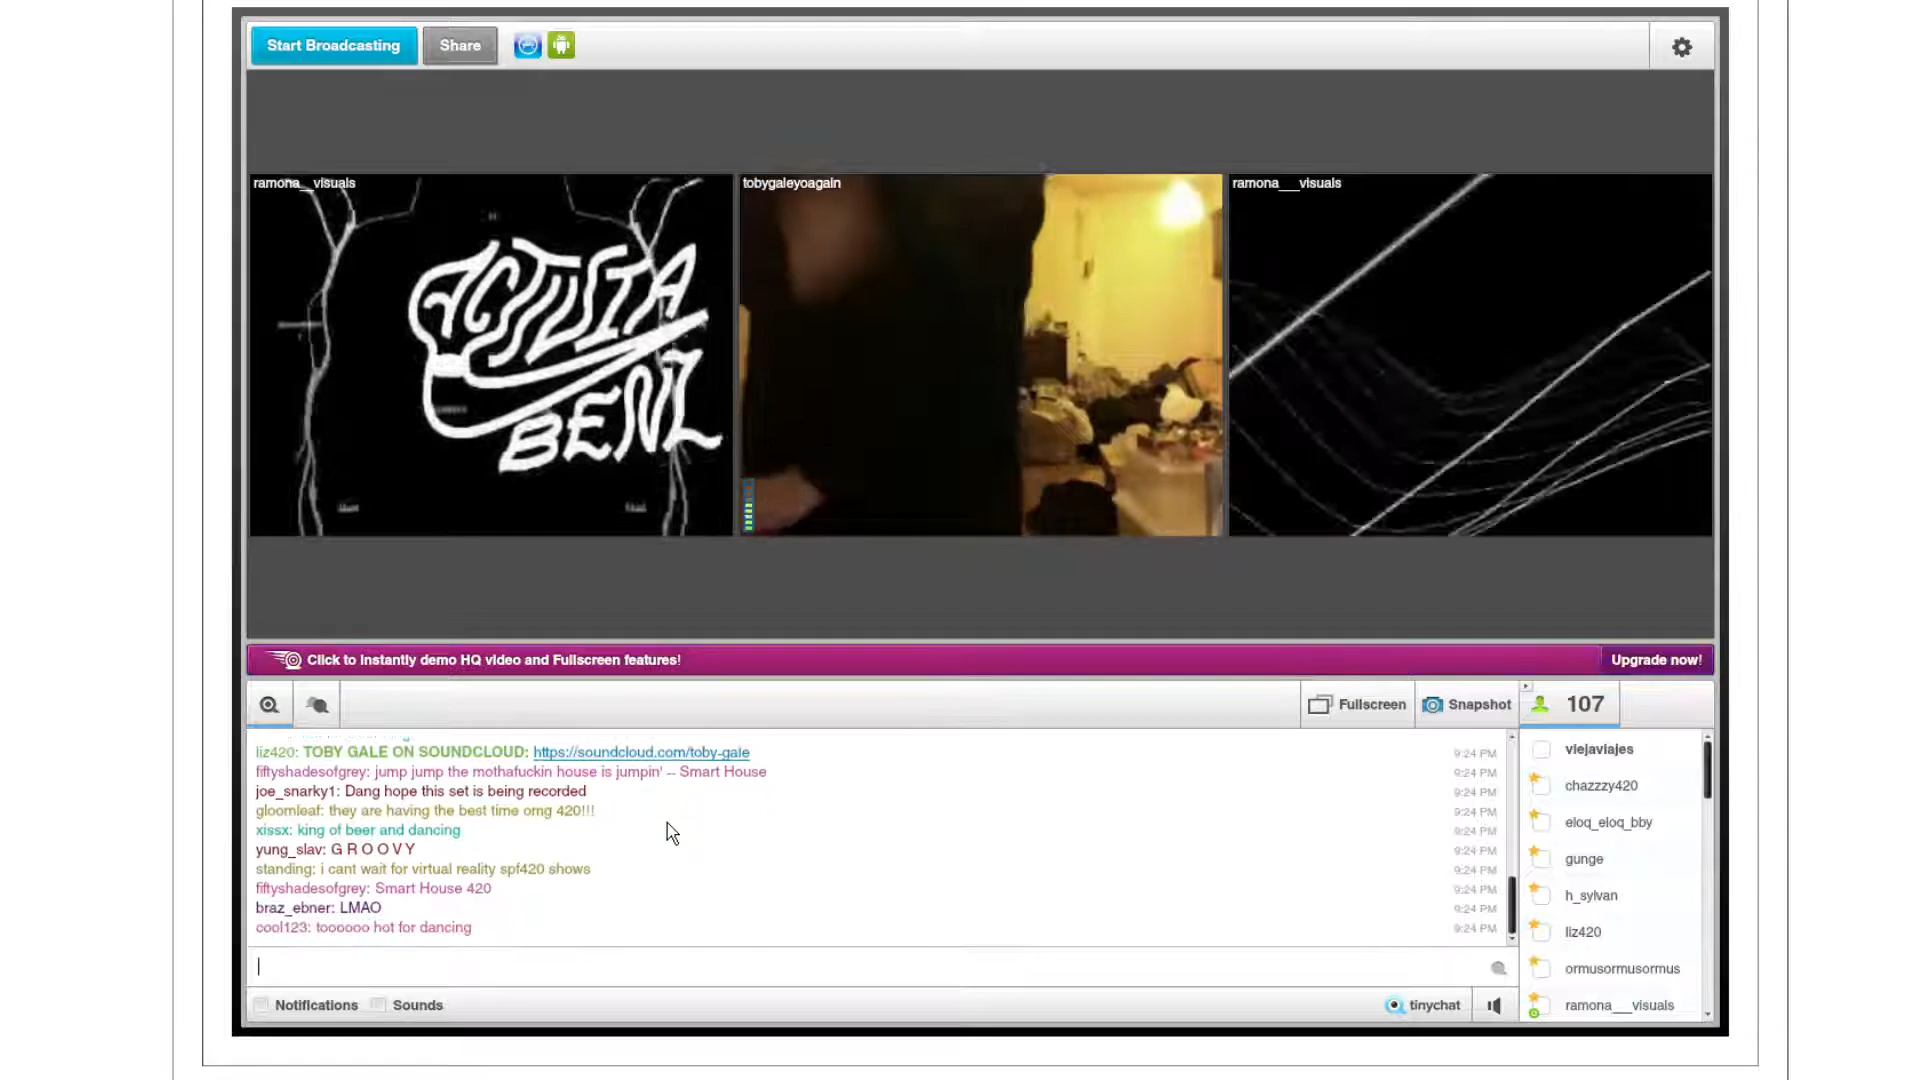 Start Broadcasting
Share
ramona__visuals
tobygaleyoagain
ramona___visuals
BENZ
Click to instantly demo HQ video and Fullscreen features!
Upgrade now!
Fullscreen
Snapshot
107
liz420: TOBY GALE ON SOUNDCLOUD: https://soundcloud.com/toby-gale 9:24 PM
fiftyshadesofgrey: jump jump the mothafuckin house is jumpin' -- Smart House 9:24 PM
joe_snarky1: Dang hope this set is being recorded 9:24 PM
gloomleaf: they are having the best time omg 420!!! 9:24 PM
xissx: king of beer and dancing 9:24 PM
yung_slav: G R O O V Y 9:24 PM
standing: i cant wait for virtual reality spf420 shows 9:24 PM
fiftyshadesofgrey: Smart House 420 9:24 PM
braz_ebner: LMAO 9:24 PM
cool123: toooooo hot for dancing 9:24 PM
viejaviajes
chazzzy420
eloq_eloq_bby
gunge
h_sylvan
liz420
ormusormusormus
ramona___visuals
Notifications
Sounds
tinychat